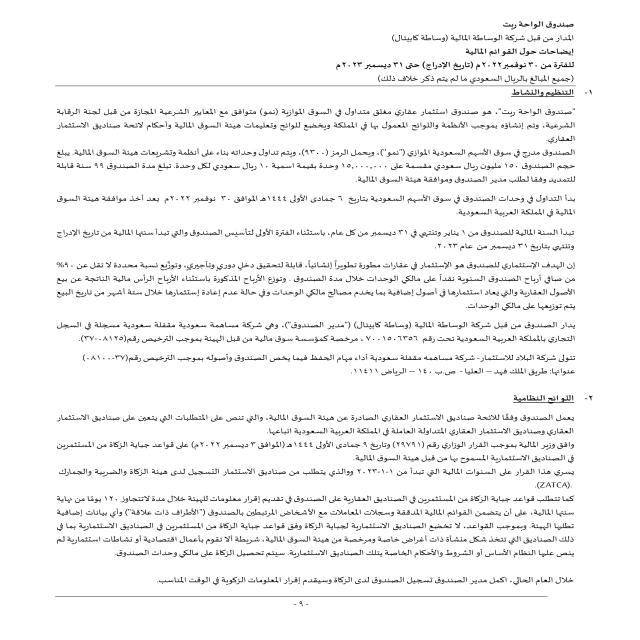 صندوق الواحة ريت
المدار من قبل شركة الوساطة المالية (وساطة كابيتال)
إيضاحات حول القوائم المالية
للفترة من ٣٠ نوفمبر ٢٠٢٢م (تاريخ الإدراج) حتى ٣١ ديسمبر ٢٠٢٣م
(جميع المبالغ بالريال السعودي ما لم يتم ذكر خلاف ذلك)
١- التنظيم والنشاط
"صندوق الواحة ريت"، هو صندوق استثمار عقاري مغلق متداول في السوق الموازية (نمو) متوافق مع المعايير الشرعية المجازة من قبل لجنة الرقابة
الشرعية، وتم إنشاؤه بموجب الأنظمة واللوائح المعمول بها في المملكة ويخضع للوائح وتعليمات هيئة السوق المالية وأحكام لائحة صناديق الاستثمار
العقاري.
الصندوق مدرج في سوق الأسهم السعودية الموازي ("نمو")، ويحمل الرمز (٩٣٠٠)، ويتم تداول وحداته بناء على أنظمة وتشريعات هيئة السوق المالية. يبلغ
حجم الصندوق ١٥٠ مليون ريال سعودي مقسمة على ١٥,٠٠٠,٠٠٠ وحدة بقيمة اسمية ١٠ ريال سعودي لكل وحدة. تبلغ مدة الصندوق ٩٩ سنة قابلة
للتمديد وفقا لطلب مدير الصندوق وموافقة هيئة السوق المالية.
بدأ التداول في وحدات الصندوق في سوق الأسهم السعودية بتاريخ ٦ جمادى الأولى ١٤٤٤هـ الموافق ٣٠ نوفمبر ٢٠٢٢م بعد أخذ موافقة هيئة السوق
المالية في المملكة العربية السعودية.
تبدأ السنة المالية للصندوق من ١ يناير وتنتهي في ٣١ ديسمبر من كل عام، باستثناء الفترة الأولى لتأسيس الصندوق والتي تبدأ سنتها المالية من تاريخ الإدراج
وتنتهي بتاريخ ٣١ ديسمبر من عام ٢٠٢٣.
إن الهدف الإستثماري للصندوق هو الإستثمار في عقارات مطورة تطويراً إنشائياً، قابلة لتحقيق دخل دوري وتأجيري، وتوزّيع نسبة محددة لا تقل عن ٩٠%
من صافي أرباح الصندوق السنوية نقداً على مالكي الوحدات خلال مدة الصندوق . وتوزع الأرباح المذكورة باستثناء الأرباح الرأس مالية الناتجة عن بيع
الأصول العقارية والتي يعاد استثمارها في أصول إضافية بما يخدم مصالح مالكي الوحدات وفي حالة عدم إعادة إستثمارها خلال ستة أشهر من تاريخ البيع
يتم توزيعها على مالكي الوحدات.
يدار الصندوق من قبل شركة الوساطة المالية (وساطة كابيتال) ("مدير الصندوق")، وهي شركة مساهمة سعودية مقفلة سعودية مسجلة في السجل
التجاري بالمملكة العربية السعودية تحت رقم ٧٠٠١٥٠٦٣٥٦ ، مرخصة كمؤسسة سوق مالية من قبل الهيئة بموجب الترخيص رقم(٠٨١٢٥-٣٧).
تتولى شركة البلاد للاستثمار- شركة مساهمه مقفلة سعودية أداء مهام الحفظ فيما يخص الصندوق وأصوله بموجب الترخيص رقم(٣٧-٠٨١٠٠)
عنوانها: طريق الملك فهد – العليا - ص.ب ١٤٠ – الرياض ١١٤١١.
٢- اللوائح النظامية
يعمل الصندوق وفقًا للائحة صناديق الاستثمار العقاري الصادرة عن هيئة السوق المالية، والتي تنص على المتطلبات التي يتعين على صناديق الاستثمار
العقاري وصناديق الاستثمار العقاري المتداولة العاملة في المملكة العربية السعودية اتباعها.
وافق وزير المالية بموجب القرار الوزاري رقم (٢٩٧٩١) وتاريخ ٩ جمادى الأولى ١٤٤٤هـ (الموافق ٣ ديسمبر ٢٠٢٢م) على قواعد جباية الزكاة من المستثمرين
في الصناديق الاستثمارية المسموح بها من قبل هيئة السوق المالية.
يسري هذا القرار على السنوات المالية التي تبدأ من ١-١-٢٠٢٣ ووالذي يتطلب من صناديق الاستثمار التسجيل لدى هيئة الزكاة والضريبة والجمارك
(ZATCA).
كما تتطلب قواعد جباية الزكاة من المستثمرين في الصناديق العقارية على الصندوق في تقديم إقرار معلومات للهيئة خلال مدة لاتتجاوز ١٢٠ يومًا من نهاية
سنتها المالية، على أن يتضمن القوائم المالية المدققة وسجلات المعاملات مع الأشخاص المرتبطين بالصندوق ("الأطراف ذات علاقة") وأي بيانات إضافية
تطلبها الهيئة. وبموجب القواعد، لا تخضع الصناديق الاستثمارية لجباية الزكاة وفق قواعد جباية الزكاة من المستثمرين في الصناديق الاستثمارية بما في
ذلك الصناديق التي تتخذ شكل منشأة ذات أغراض خاصة ومرخصة من هيئة السوق المالية، شريطة ألا تقوم بأعمال اقتصادية أو نشاطات استثمارية لم
ينص علها النظام الأساس أو الشروط والأحكام الخاصة بتلك الصناديق الاستثمارية. سيتم تحصيل الزكاة على مالكي وحدات الصندوق.
خلال العام الحالي، اكمل مدير الصندوق تسجيل الصندوق لدى الزكاة وسيقدم إقرار المعلومات الزكوية في الوقت المناسب.
- ٩ -